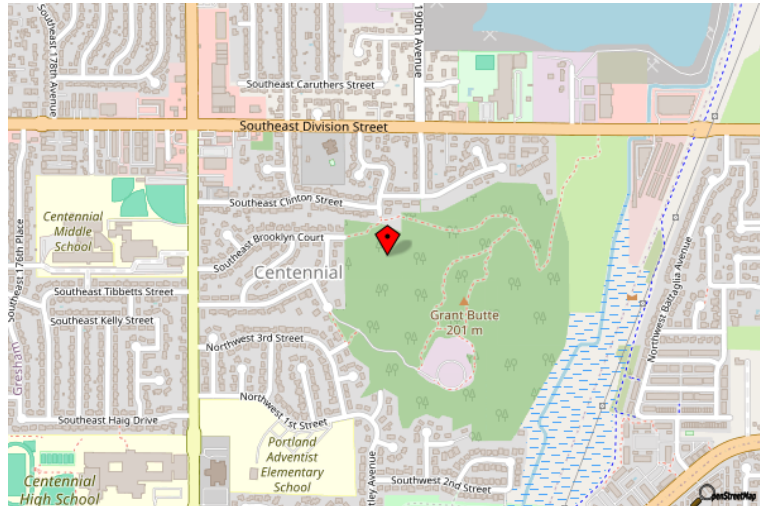 Southeast 178th Avenue
190th Avenue
Southeast Caruthers Street
Southeast Division Street
Southeast Clinton Street
Centennial
Middle
School
Southeast Brooklyn Court
Southeast 176th Place
Centennial
Southeast Tibbetts Street
Southeast Kelly Street
Grant Butte
201 m
Northwest Battaglia Avenue
Northwest 3rd Street
Gresham
Northwest 1st Street
Southeast Haig Drive
Portland
Adventist
Elementary
School
tley Avenue
Southwest 2nd Street
Centennial
High School
OpenStreetMap